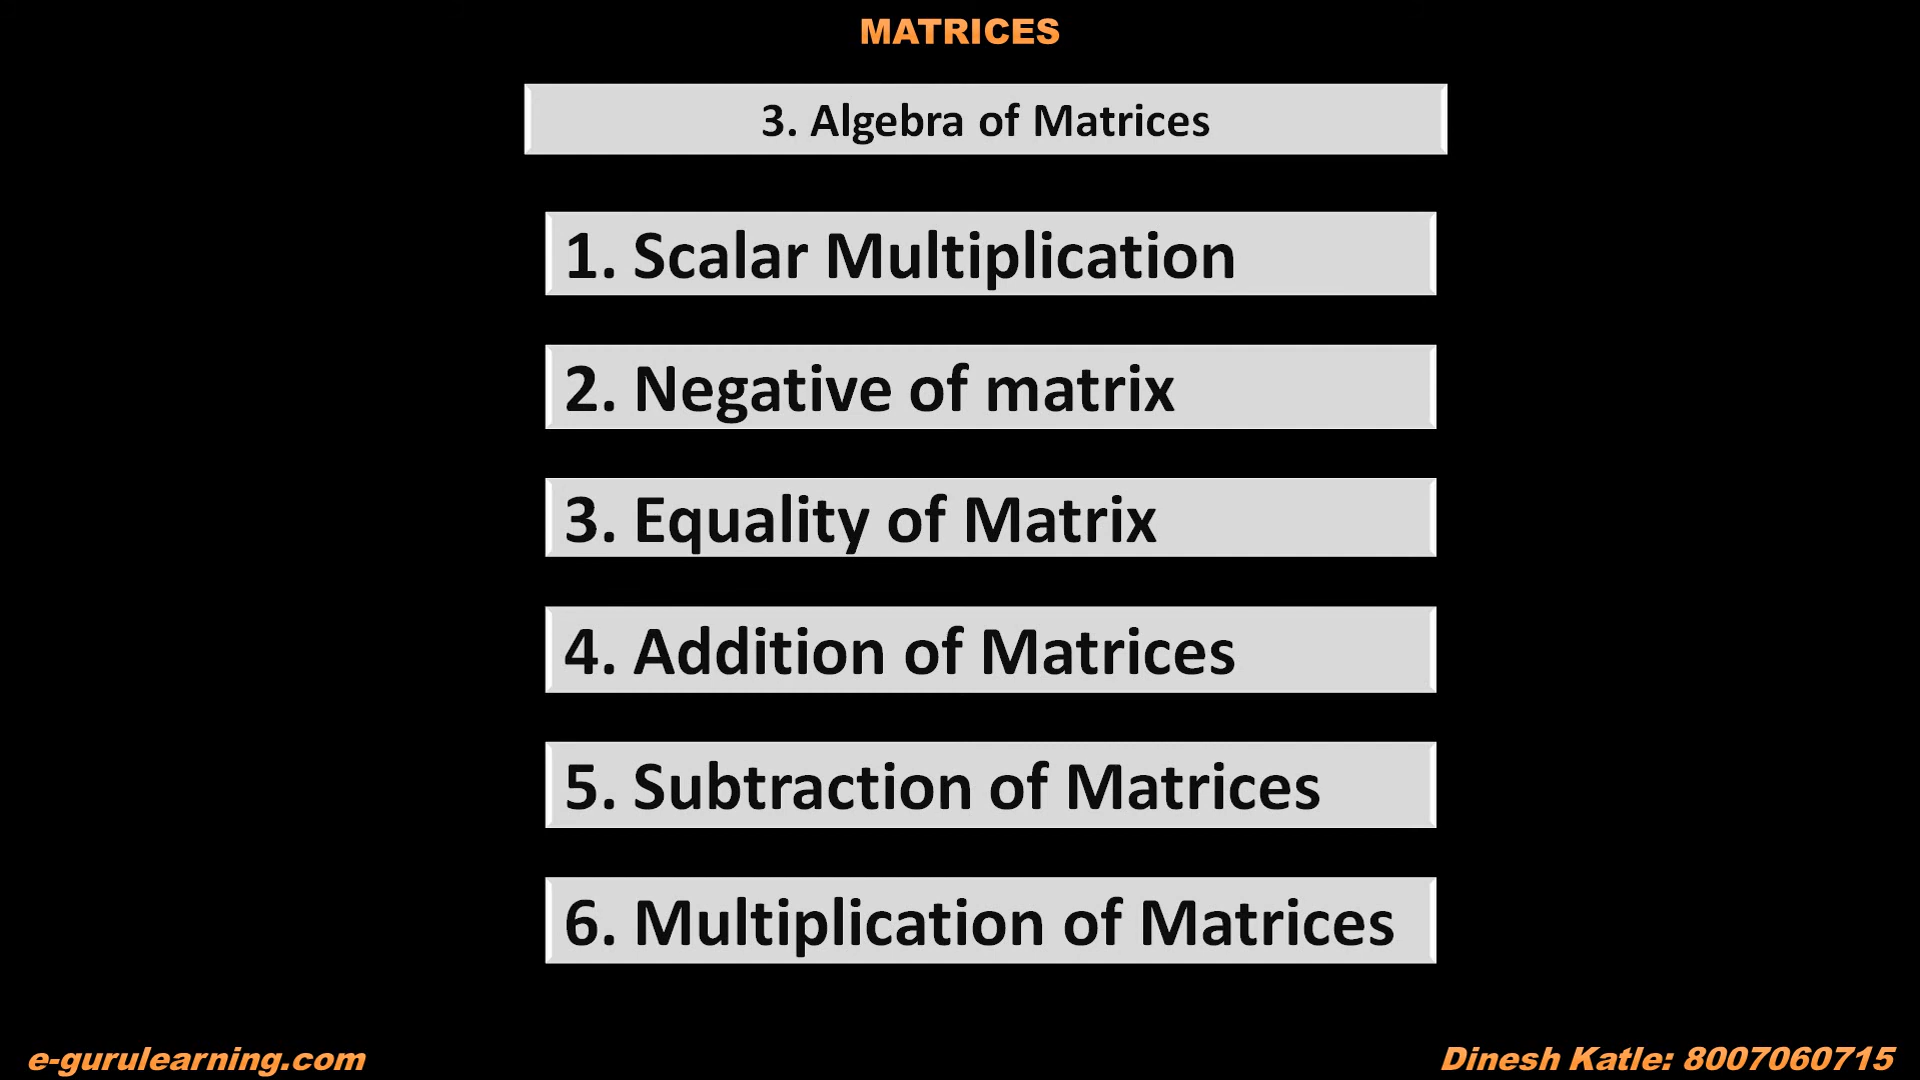 MATRICES
3. Algebra of Matrices
1. Scalar Multiplication
2. Negative of matrix
3. Equality of Matrix
4. Addition of Matrices
5. Subtraction of Matrices
6. Multiplication of Matrices
e-gurulearning.com
Dinesh Katle: 8007060715